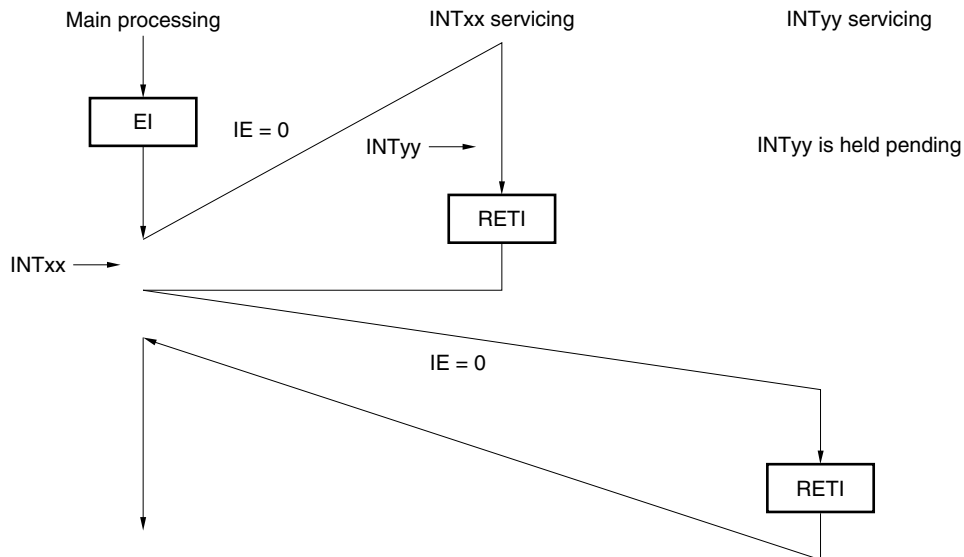 Main processing
INTxx servicing
INTyy servicing
EI
IE = 0
INTyy
INTyy is held pending
RETI
INTxx
IE = 0
RETI